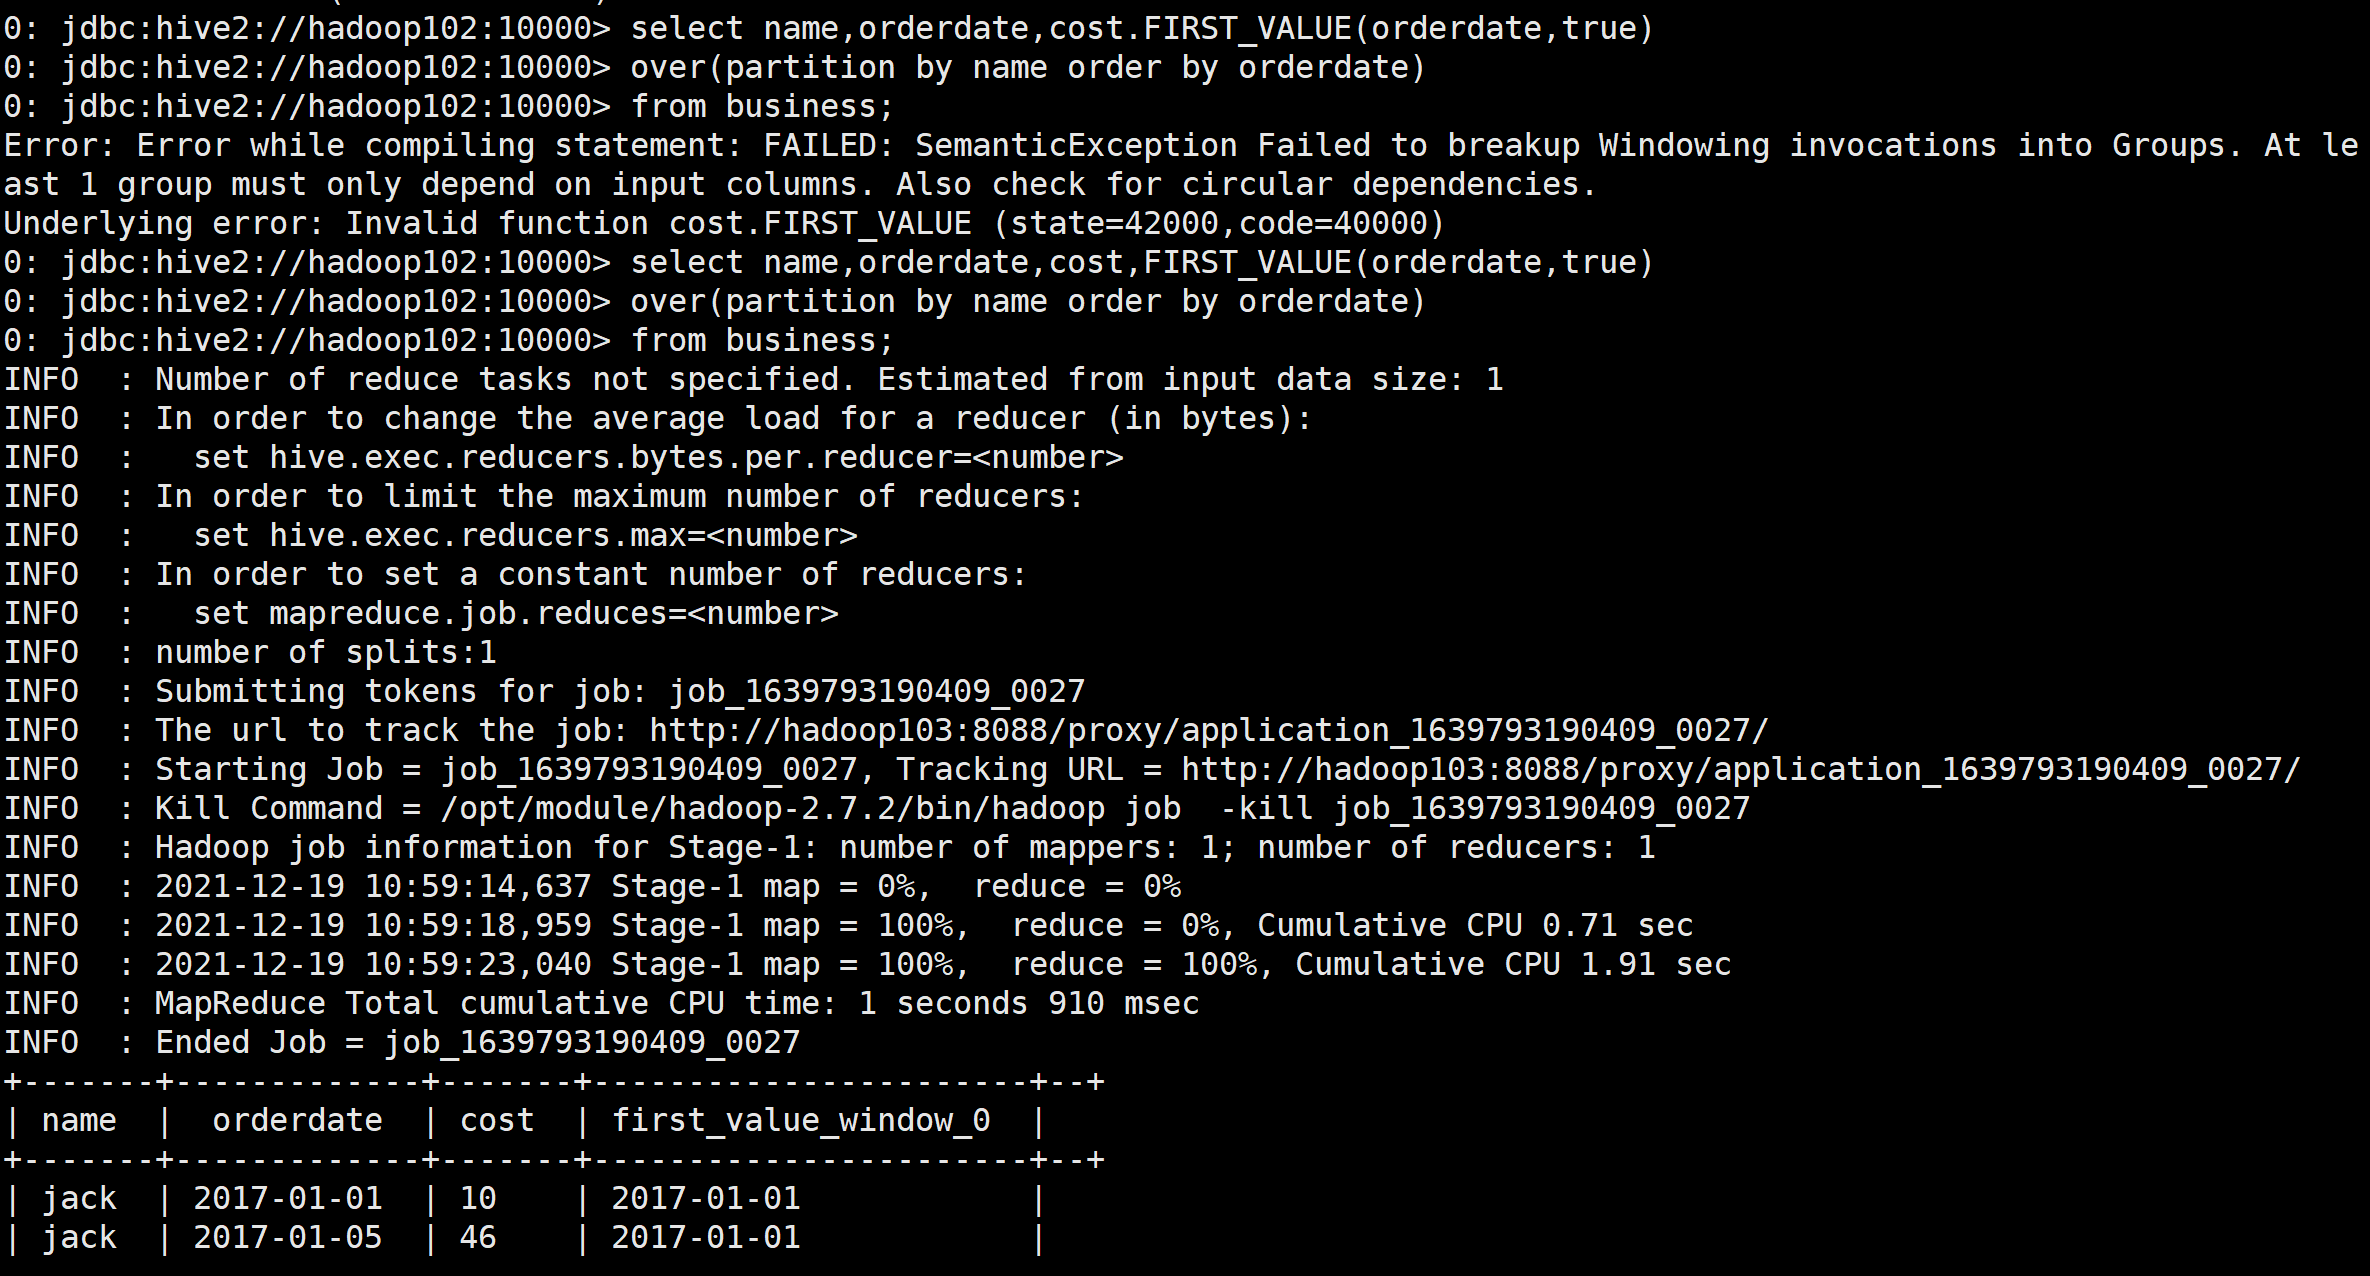 0: jdbc:hive2://hadoop102:10000> select name,orderdate,cost.FIRST_VALUE(orderdate,true)
0: jdbc:hive2://hadoop102:10000> over(partition by name order by orderdate)
0: jdbc:hive2://hadoop102:10000> from business;
Error: Error while compiling statement: FAILED: SemanticException Failed to breakup Windowing invocations into Groups. At le
ast 1 group must only depend on input columns. Also check for circular dependencies.
Underlying error: Invalid function cost.FIRST_VALUE (state=42000,code=40000)
0: jdbc:hive2://hadoop102:10000> select name,orderdate,cost,FIRST_VALUE(orderdate,true)
0: jdbc:hive2://hadoop102:10000> over(partition by name order by orderdate)
0: jdbc:hive2://hadoop102:10000> from business;
INFO  : Number of reduce tasks not specified. Estimated from input data size: 1
INFO  : In order to change the average load for a reducer (in bytes):
INFO  :   set hive.exec.reducers.bytes.per.reducer=<number>
INFO  : In order to limit the maximum number of reducers:
INFO  :   set hive.exec.reducers.max=<number>
INFO  : In order to set a constant number of reducers:
INFO  :   set mapreduce.job.reduces=<number>
INFO  : number of splits:1
INFO  : Submitting tokens for job: job_1639793190409_0027
INFO  : The url to track the job: http://hadoop103:8088/proxy/application_1639793190409_0027/
INFO  : Starting Job = job_1639793190409_0027, Tracking URL = http://hadoop103:8088/proxy/application_1639793190409_0027/
INFO  : Kill Command = /opt/module/hadoop-2.7.2/bin/hadoop job  -kill job_1639793190409_0027
INFO  : Hadoop job information for Stage-1: number of mappers: 1; number of reducers: 1
INFO  : 2021-12-19 10:59:14,637 Stage-1 map = 0%,  reduce = 0%
INFO  : 2021-12-19 10:59:18,959 Stage-1 map = 100%,  reduce = 0%, Cumulative CPU 0.71 sec
INFO  : 2021-12-19 10:59:23,040 Stage-1 map = 100%,  reduce = 100%, Cumulative CPU 1.91 sec
INFO  : MapReduce Total cumulative CPU time: 1 seconds 910 msec
INFO  : Ended Job = job_1639793190409_0027
+-------+-------------+-------+-----------------------+--+
| name  |  orderdate  | cost  | first_value_window_0  |
+-------+-------------+-------+-----------------------+--+
| jack  | 2017-01-01  | 10    | 2017-01-01            |
| jack  | 2017-01-05  | 46    | 2017-01-01            |